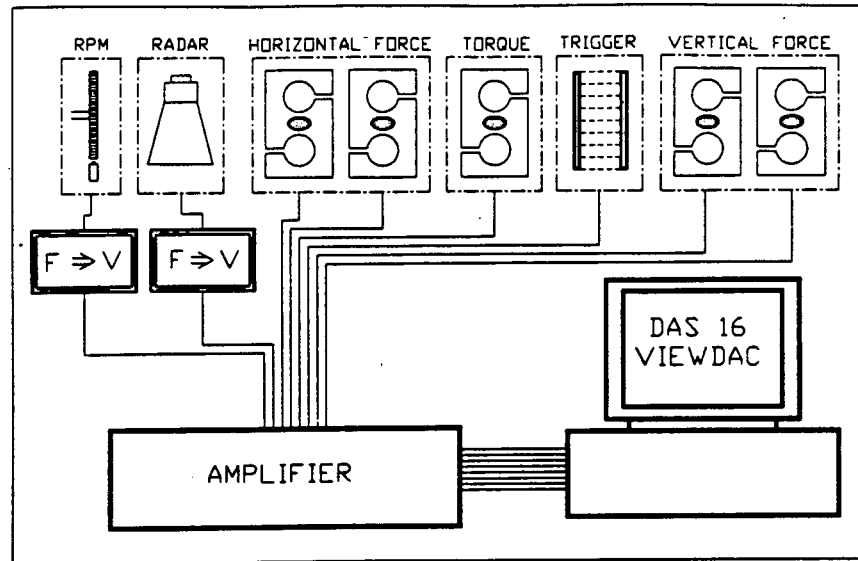 RPM RADAR HORIZONTAL FORCE TORQUE TRIGGER VERTICAL FORCE
F ⇒ V F ⇒ V
DAS 16
VIEWDAC
AMPLIFIER